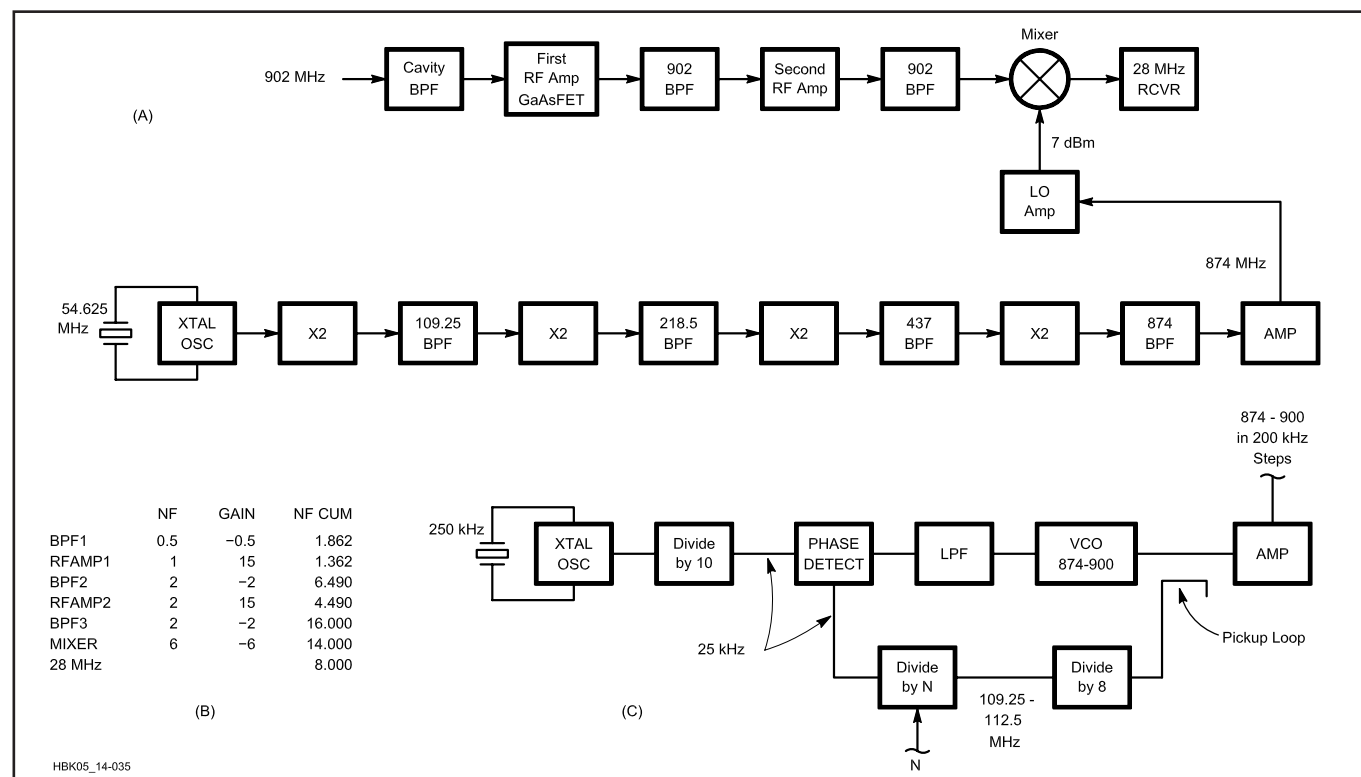 Mixer
902 MHz
Cavity
BPF
First
RF Amp
GaAsFET
902
BPF
Second
RF Amp
902
BPF
28 MHz
RCVR
(A)
7 dBm
LO
Amp
874 MHz
54.625
MHz
XTAL
OSC
X2
109.25
BPF
X2
218.5
BPF
X2
437
BPF
X2
874
BPF
AMP
874 - 900
in 200 kHz
Steps
NF GAIN NF CUM
BPF1 0.5 −0.5 1.862
RFAMP1 1 15 1.362
BPF2 2 −2 6.490
RFAMP2 2 15 4.490
BPF3 2 −2 16.000
MIXER 6 −6 14.000
28 MHz 8.000
(B)
250 kHz
XTAL
OSC
Divide
by 10
PHASE
DETECT
LPF
VCO
874-900
AMP
25 kHz
Pickup Loop
Divide
by N
Divide
by 8
109.25 -
112.5
MHz
N
(C)
HBK05_14-035